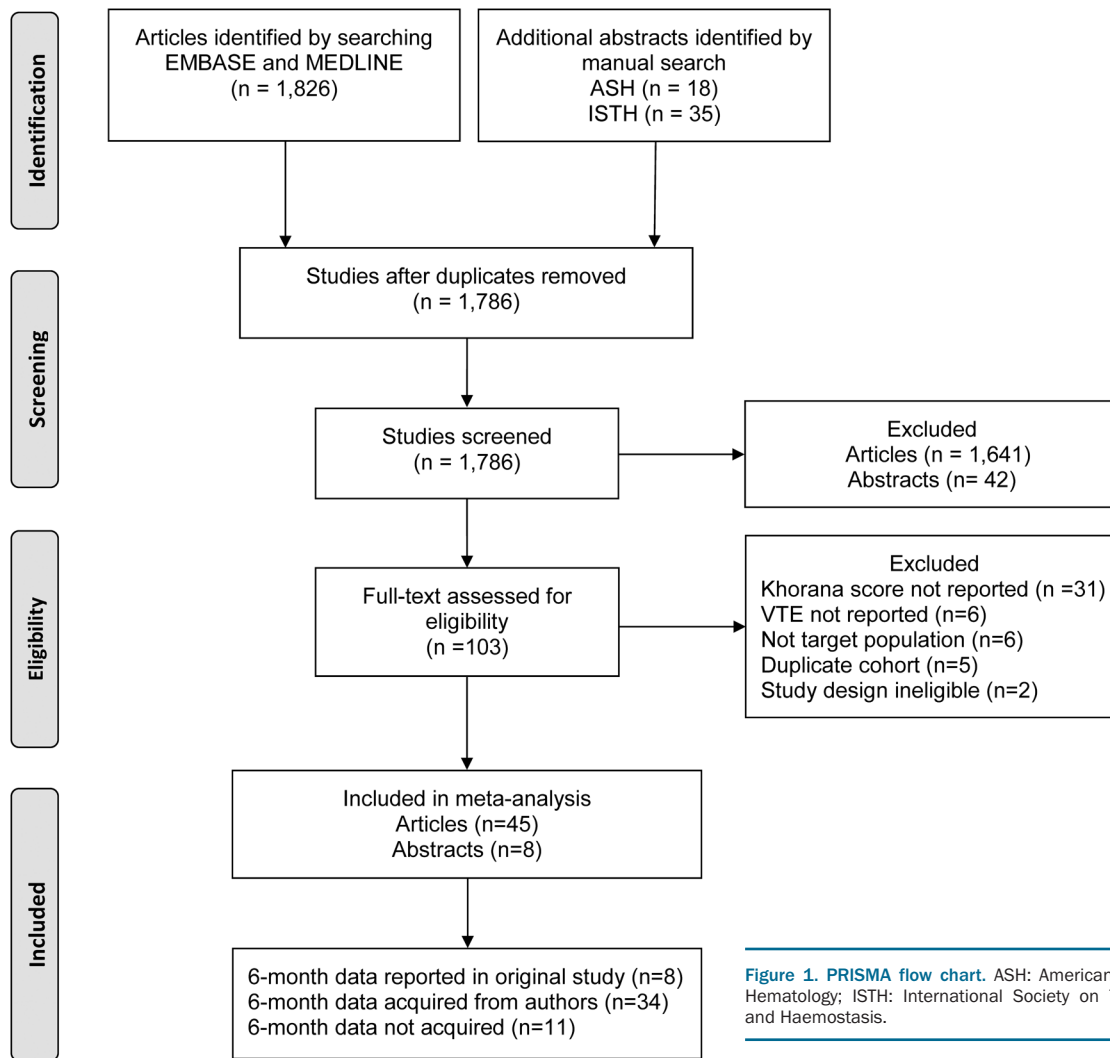 Identification
Articles identified by searching
EMBASE and MEDLINE
(n = 1,826)
Additional abstracts identified by
manual search
ASH (n = 18)
ISTH (n = 35)
Screening
Studies after duplicates removed
(n = 1,786)
Studies screened
(n = 1,786)
Excluded
Articles (n = 1,641)
Abstracts (n= 42)
Eligibility
Full-text assessed for
eligibility
(n =103)
Excluded
Khorana score not reported (n =31)
VTE not reported (n=6)
Not target population (n=6)
Duplicate cohort (n=5)
Study design ineligible (n=2)
Included
Included in meta-analysis
Articles (n=45)
Abstracts (n=8)
6-month data reported in original study (n=8)
6-month data acquired from authors (n=34)
6-month data not acquired (n=11)
Figure 1. PRISMA flow chart. ASH: American
Hematology; ISTH: International Society on
and Haemostasis.